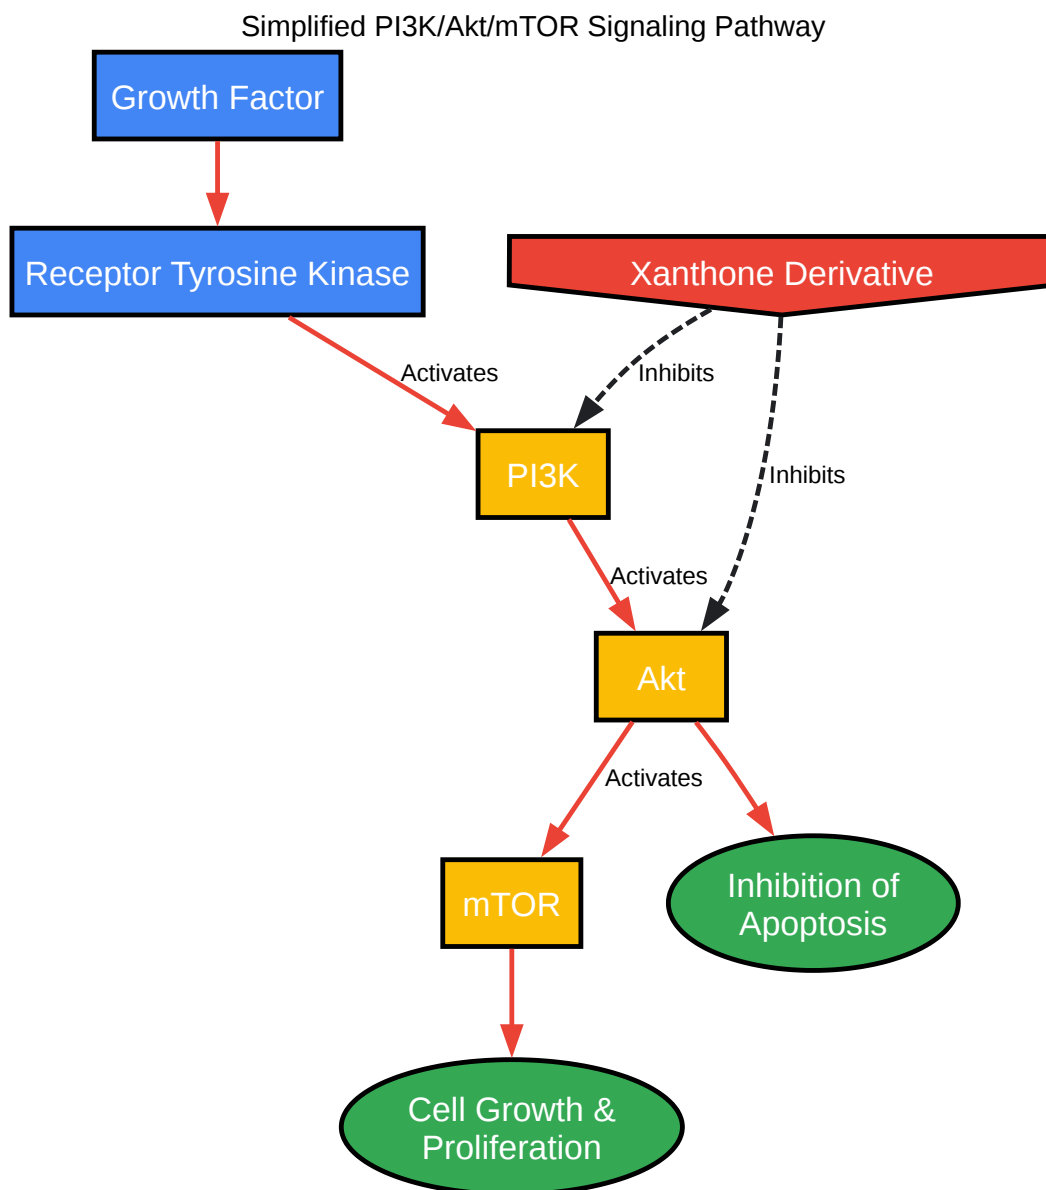 Simplified PI3K/Akt/mTOR Signaling Pathway
Growth Factor
Receptor Tyrosine Kinase
Xanthone Derivative
Activates
Inhibits
PI3K
Inhibits
Activates
Akt
Activates
mTOR
Inhibition of
Apoptosis
Cell Growth &
Proliferation